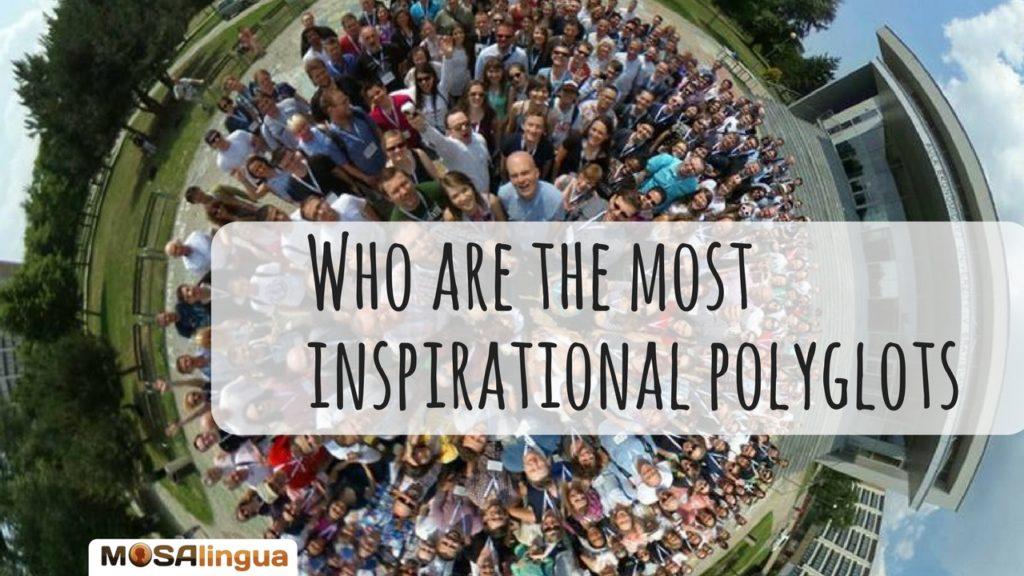 Who are the most
inspirational polyglots
MOSAlingua